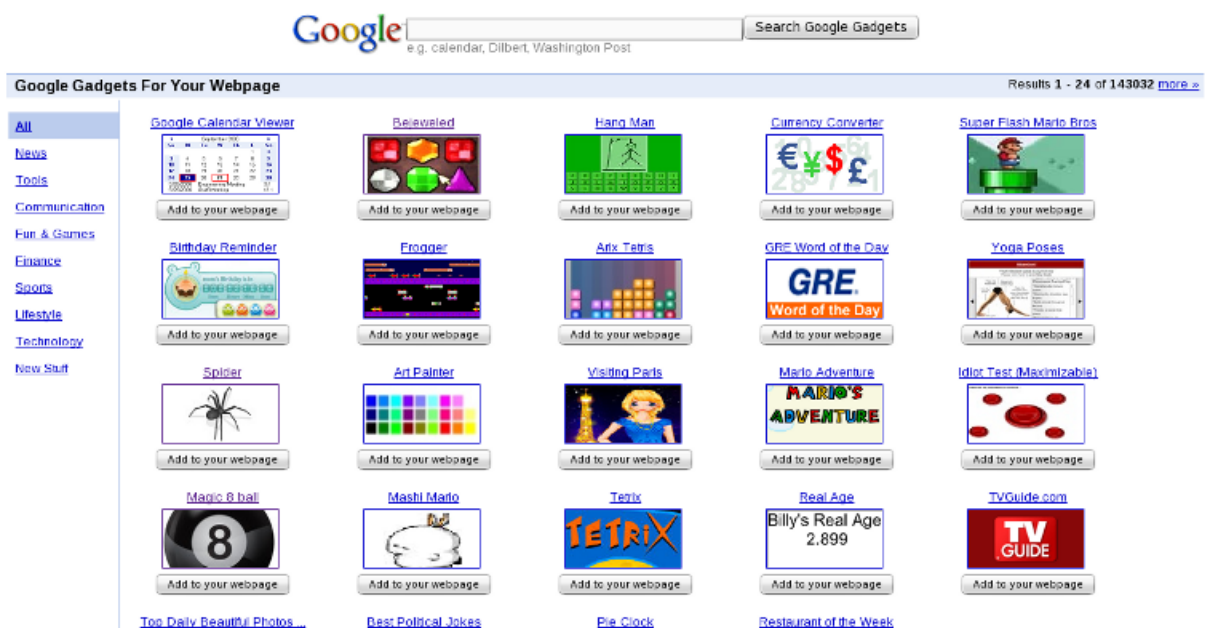 Google
Search Google Gadgets
e.g. calendar, Dilbert, Washington Post
Google Gadgets For Your Webpage
Results 1 - 24 of 143032 more »
All
News
Tools
Communication
Fun & Games
Finance
Sports
Lifestyle
Technology
New Stuff
Google Calendar Viewer
Bejeweled
Hang Man
Currency Converter
Super Flash Mario Bros
€ ¥ $ £
Add to your webpage
Add to your webpage
Add to your webpage
Add to your webpage
Add to your webpage
Birthday Reminder
Frogger
Arix Tetris
GRE Word of the Day
Yoga Poses
GRE
Word of the Day
Add to your webpage
Add to your webpage
Add to your webpage
Add to your webpage
Add to your webpage
Spider
Art Painter
Visiting Paris
Mario Adventure
Idiot Test (Maximizable)
MARIO'S
ADVENTURE
Add to your webpage
Add to your webpage
Add to your webpage
Add to your webpage
Add to your webpage
Magic 8 ball
Mashi Mario
Tetrix
Real Age
TVGuide.com
8
TETRIX
Billy's Real Age
2.899
TV
GUIDE
Add to your webpage
Add to your webpage
Add to your webpage
Add to your webpage
Add to your webpage
Top Daily Beautiful Photos ...
Best Political Jokes
Pie Clock
Restaurant of the Week